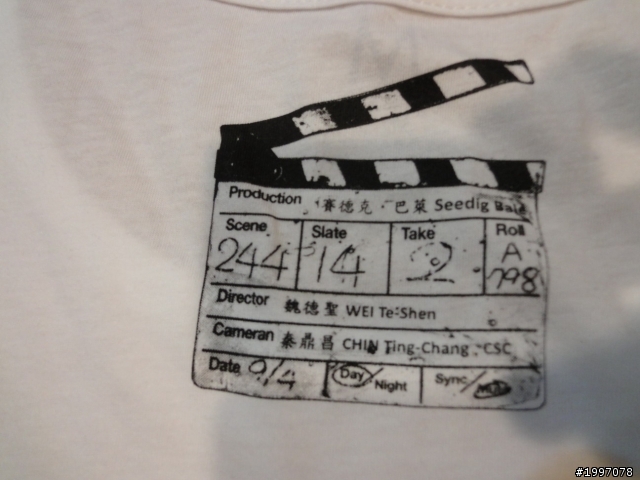 Production 賽德克·巴萊 Seedig Bale
Scene Slate Take Roll
244 14 2 A 798
Director 魏德聖 WEI Te-Shen
Cameran 秦鼎昌 CHIN Ting-Chang . CSC
Date 9/4 Day/Night Sync/
#1997078